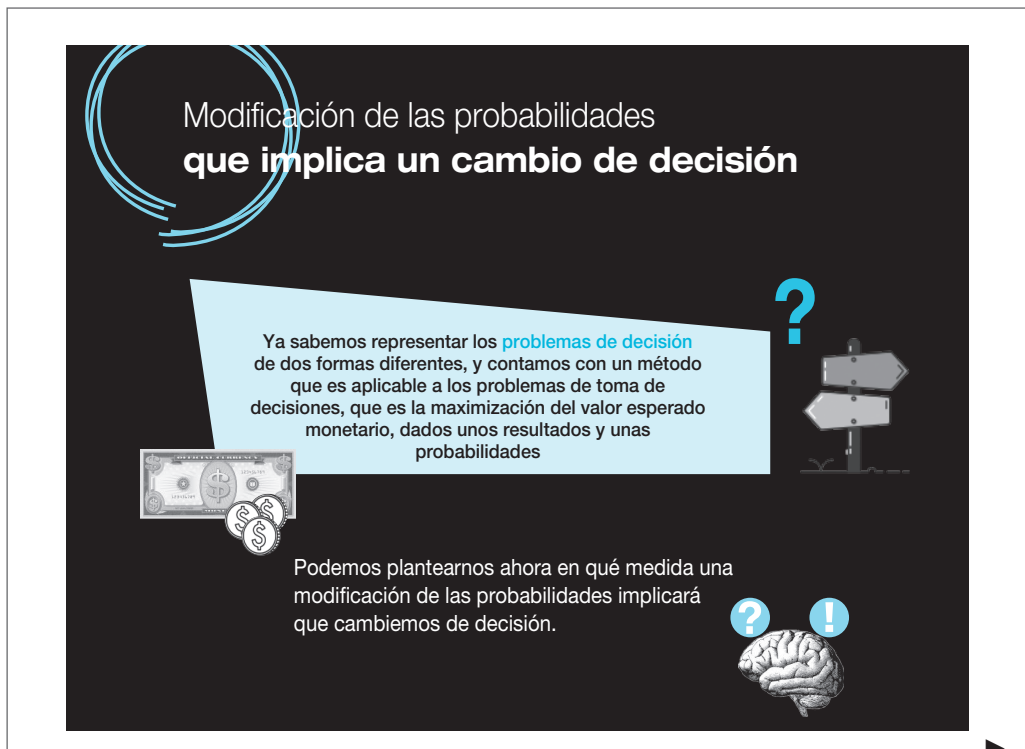 Modificación de las probabilidades
que implica un cambio de decisión
?
Ya sabemos representar los problemas de decisión
de dos formas diferentes, y contamos con un método
que es aplicable a los problemas de toma de
decisiones, que es la maximización del valor esperado
monetario, dados unos resultados y unas
probabilidades
Podemos plantearnos ahora en qué medida una
modificación de las probabilidades implicará
que cambiemos de decisión.
? !